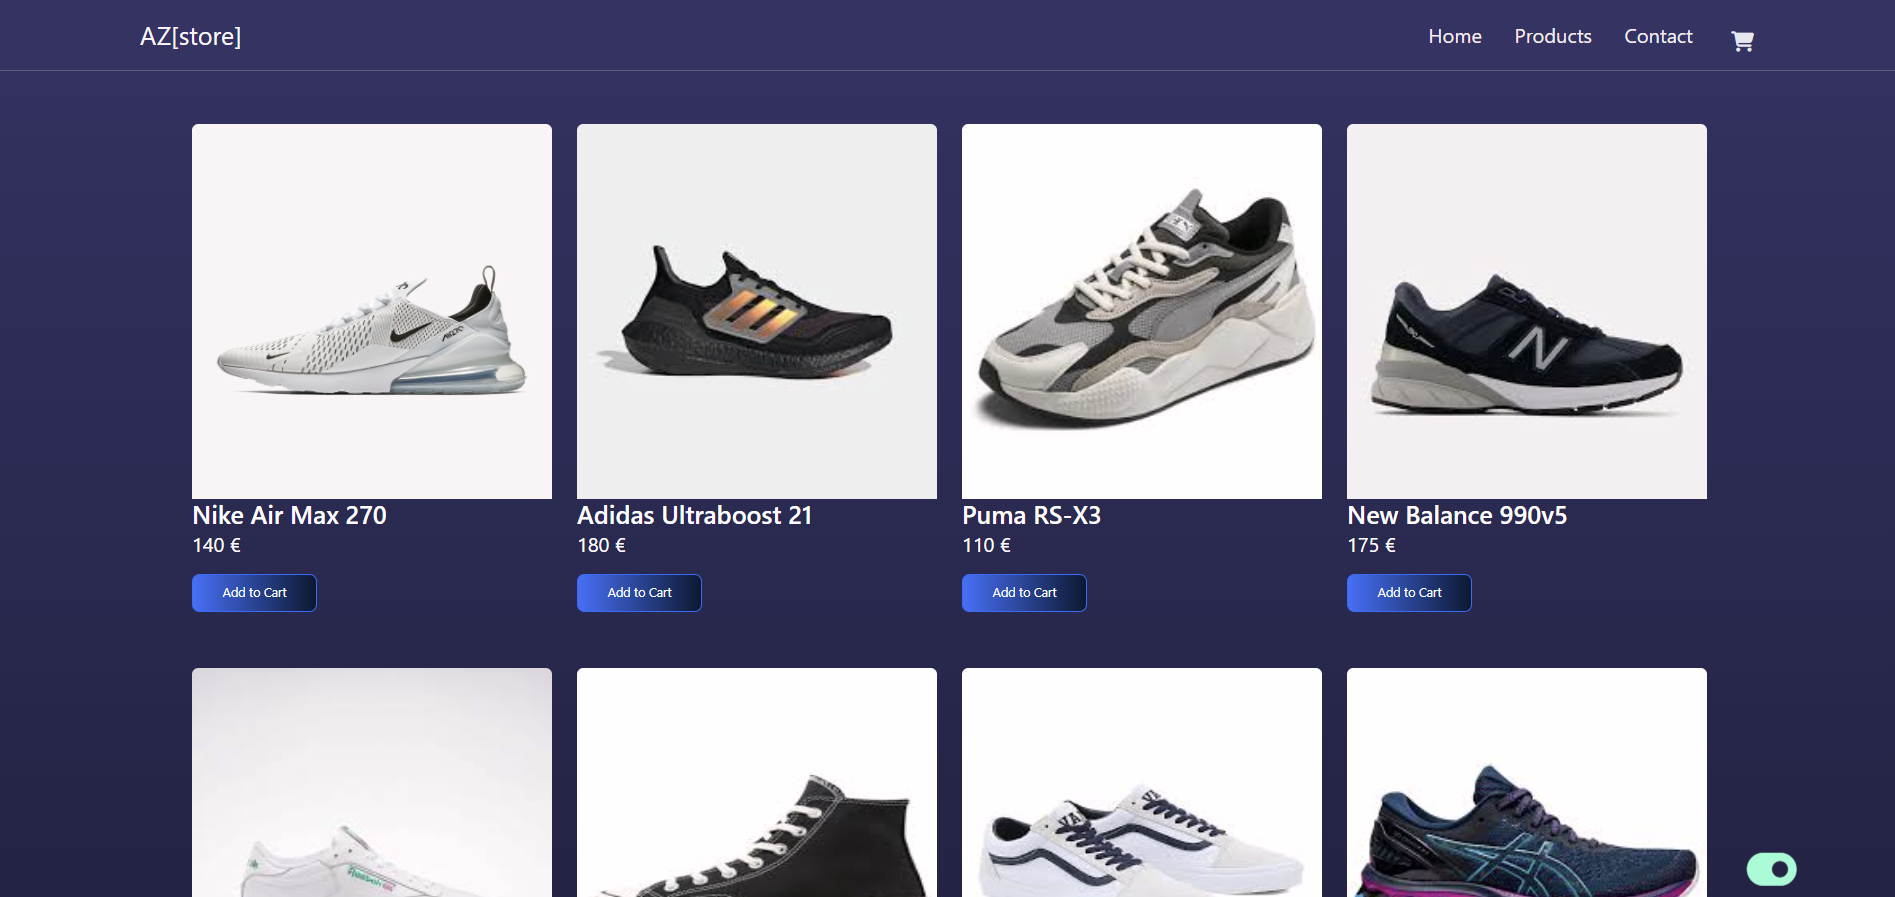 AZ[store]
Home Products Contact
Nike Air Max 270
140 €
Add to Cart
Adidas Ultraboost 21
180 €
Add to Cart
Puma RS-X3
110 €
Add to Cart
New Balance 990v5
175 €
Add to Cart
Reebok